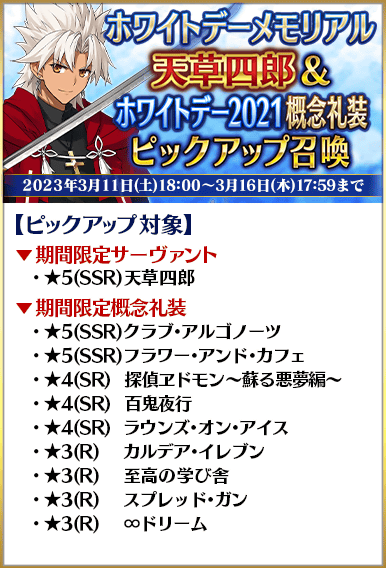 ホワイトデーメモリアル
天草四郎&
ホワイトデー2021概念礼装
ピックアップ召喚
2023年3月11日(土)18:00～3月16日(木)17:59まで
【ピックアップ対象】
▼期間限定サーヴァント
・★5(SSR)天草四郎
▼期間限定概念礼装
・★5(SSR)クラブ・アルゴノーツ
・★5(SSR)フラワー・アンド・カフェ
・★4(SR) 探偵ヱドモン～蘇る悪夢編～
・★4(SR) 百鬼夜行
・★4(SR) ラウンズ・オン・アイス
・★3(R) カルデア・イレブン
・★3(R) 至高の学び舎
・★3(R) スプレッド・ガン
・★3(R) ∞ドリーム